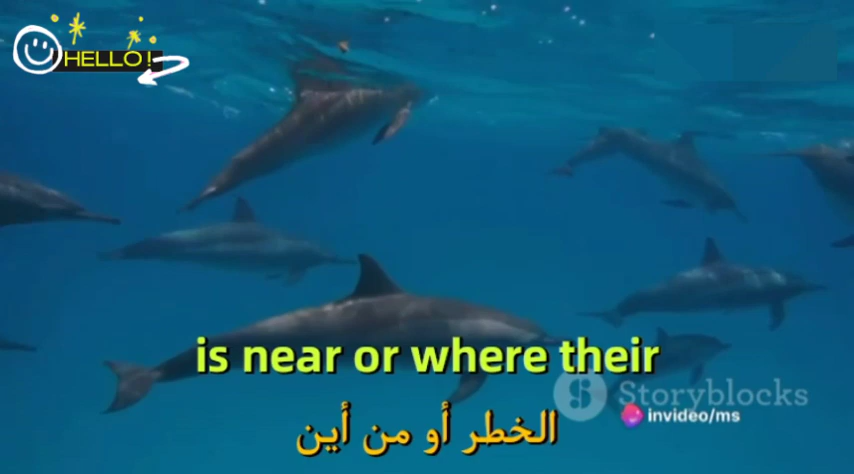 HELLO!
is near or where their
Storyblocks
invideo/ms
الخطر أو من أين